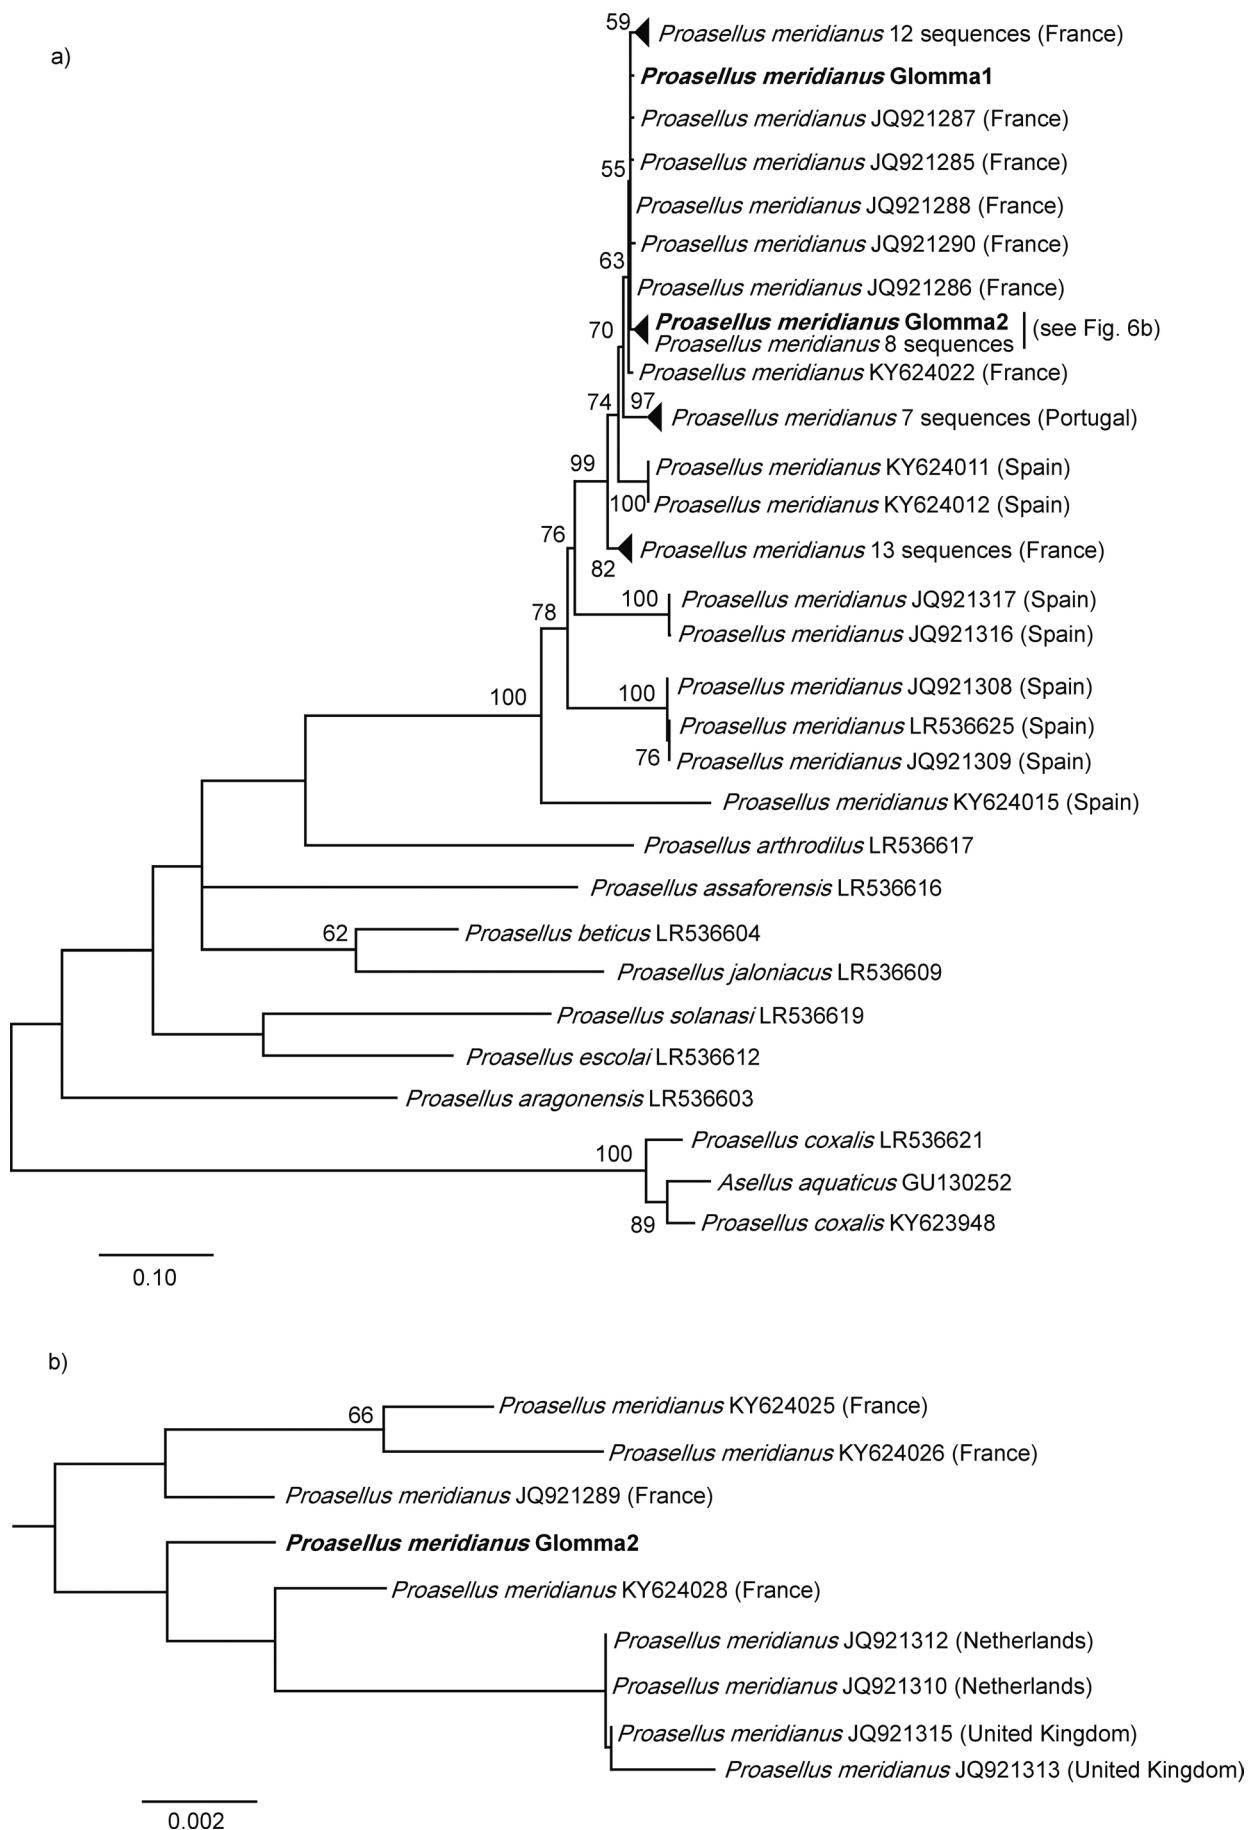 a)
59
Proasellus meridianus 12 sequences (France)
Proasellus meridianus Glomma1
Proasellus meridianus JQ921287 (France)
55
Proasellus meridianus JQ921285 (France)
Proasellus meridianus JQ921288 (France)
63
Proasellus meridianus JQ921290 (France)
Proasellus meridianus JQ921286 (France)
70
Proasellus meridianus Glomma2
(see Fig. 6b)
Proasellus meridianus 8 sequences
Proasellus meridianus KY624022 (France)
74
97
Proasellus meridianus 7 sequences (Portugal)
99
Proasellus meridianus KY624011 (Spain)
100
Proasellus meridianus KY624012 (Spain)
76
Proasellus meridianus 13 sequences (France)
82
100
Proasellus meridianus JQ921317 (Spain)
78
Proasellus meridianus JQ921316 (Spain)
100
Proasellus meridianus JQ921308 (Spain)
100
Proasellus meridianus LR536625 (Spain)
76
Proasellus meridianus JQ921309 (Spain)
Proasellus meridianus KY624015 (Spain)
Proasellus arthrodilus LR536617
Proasellus assaforensis LR536616
62
Proasellus beticus LR536604
Proasellus jaloniacus LR536609
Proasellus solanasi LR536619
Proasellus escolai LR536612
Proasellus aragonensis LR536603
100
Proasellus coxalis LR536621
Asellus aquaticus GU130252
89
Proasellus coxalis KY623948
0.10
b)
66
Proasellus meridianus KY624025 (France)
Proasellus meridianus KY624026 (France)
Proasellus meridianus JQ921289 (France)
Proasellus meridianus Glomma2
Proasellus meridianus KY624028 (France)
Proasellus meridianus JQ921312 (Netherlands)
Proasellus meridianus JQ921310 (Netherlands)
Proasellus meridianus JQ921315 (United Kingdom)
Proasellus meridianus JQ921313 (United Kingdom)
0.002